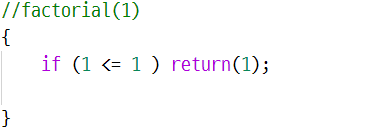 //factorial(1)
{
    if (1 <= 1 ) return(1);
}